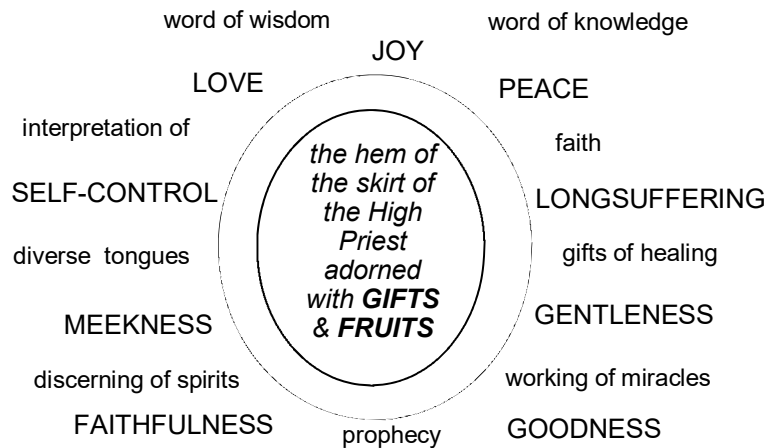 word of wisdom
word of knowledge
JOY
LOVE
PEACE
interpretation of
faith
SELF-CONTROL
LONGSUFFERING
diverse tongues
gifts of healing
MEEKNESS
GENTLENESS
discerning of spirits
working of miracles
FAITHFULNESS
prophecy
GOODNESS
the hem of
the skirt of
the High
Priest
adorned
with GIFTS
& FRUITS